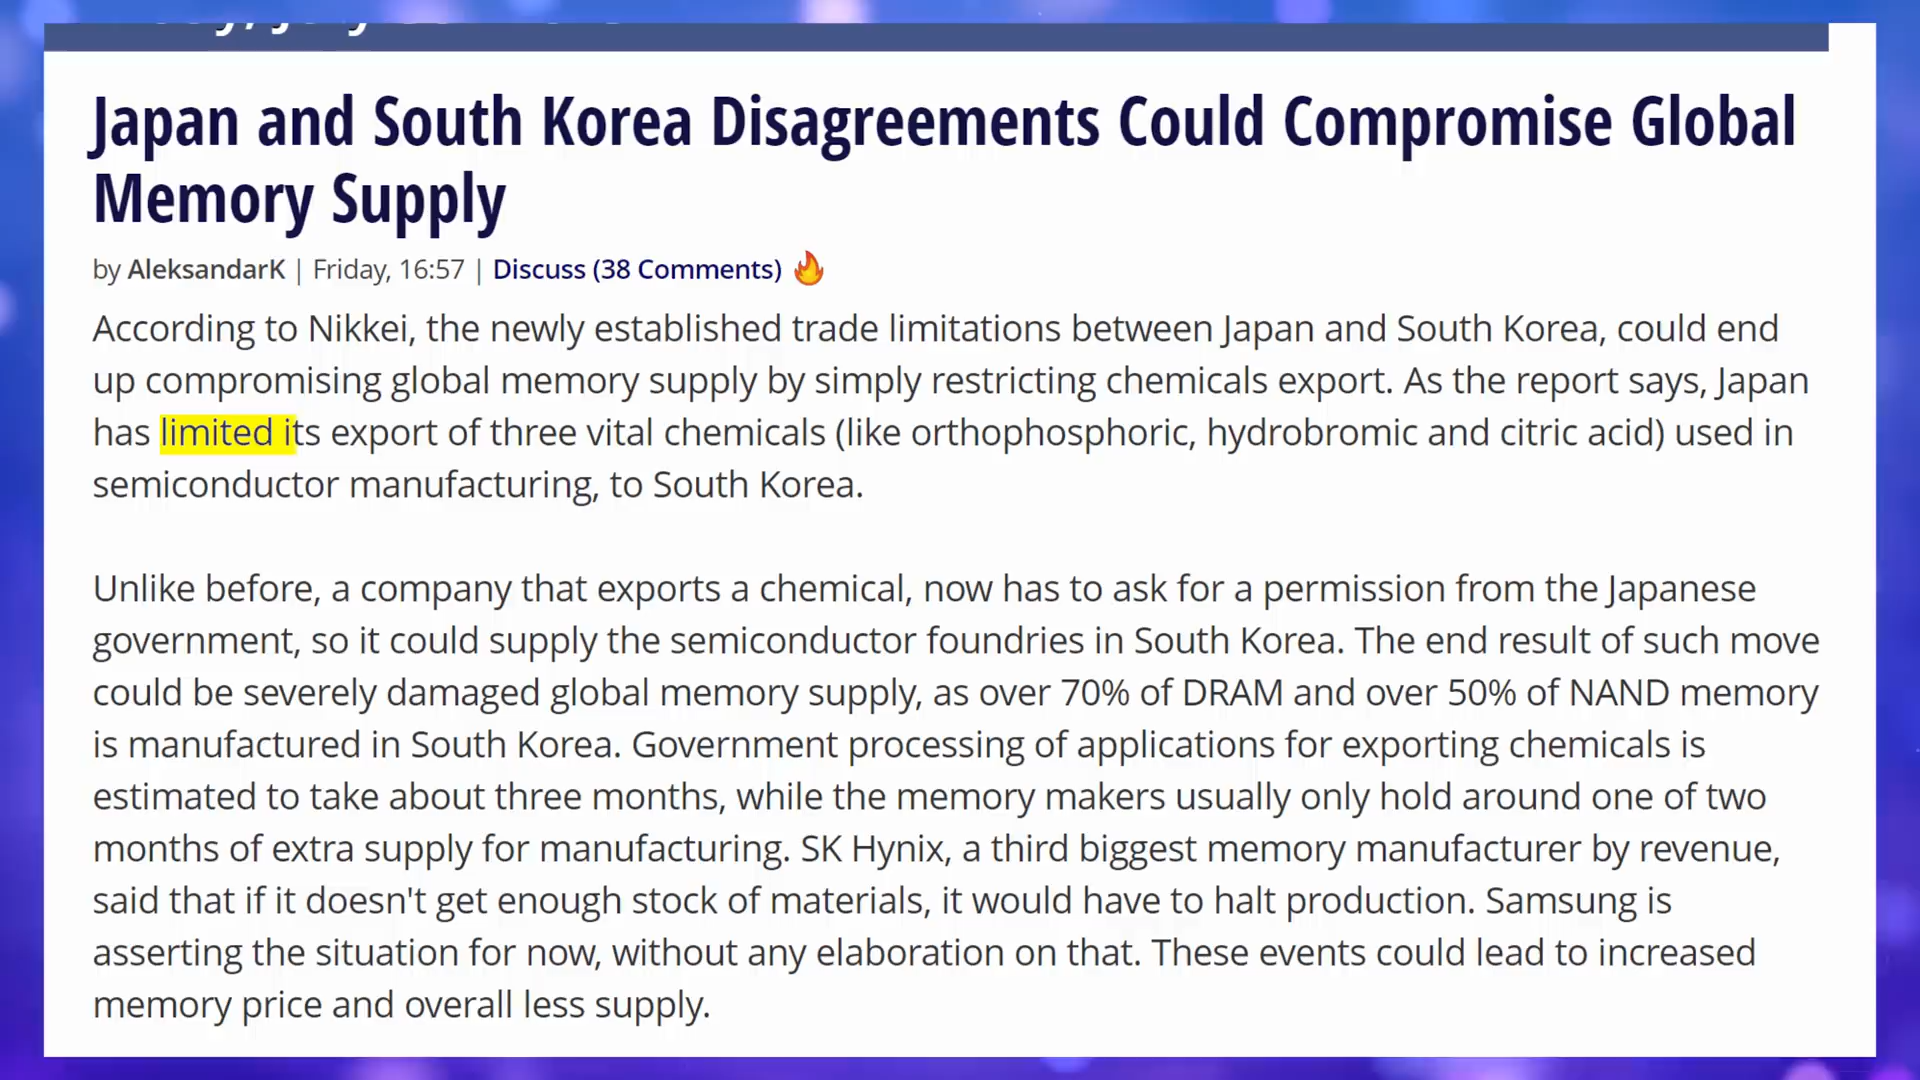 Japan and South Korea Disagreements Could Compromise Global
Memory Supply
by AleksandarK | Friday, 16:57 | Discuss (38 Comments)
According to Nikkei, the newly established trade limitations between Japan and South Korea, could end
up compromising global memory supply by simply restricting chemicals export. As the report says, Japan
has limited its export of three vital chemicals (like orthophosphoric, hydrobromic and citric acid) used in
semiconductor manufacturing, to South Korea.
Unlike before, a company that exports a chemical, now has to ask for a permission from the Japanese
government, so it could supply the semiconductor foundries in South Korea. The end result of such move
could be severely damaged global memory supply, as over 70% of DRAM and over 50% of NAND memory
is manufactured in South Korea. Government processing of applications for exporting chemicals is
estimated to take about three months, while the memory makers usually only hold around one of two
months of extra supply for manufacturing. SK Hynix, a third biggest memory manufacturer by revenue,
said that if it doesn't get enough stock of materials, it would have to halt production. Samsung is
asserting the situation for now, without any elaboration on that. These events could lead to increased
memory price and overall less supply.